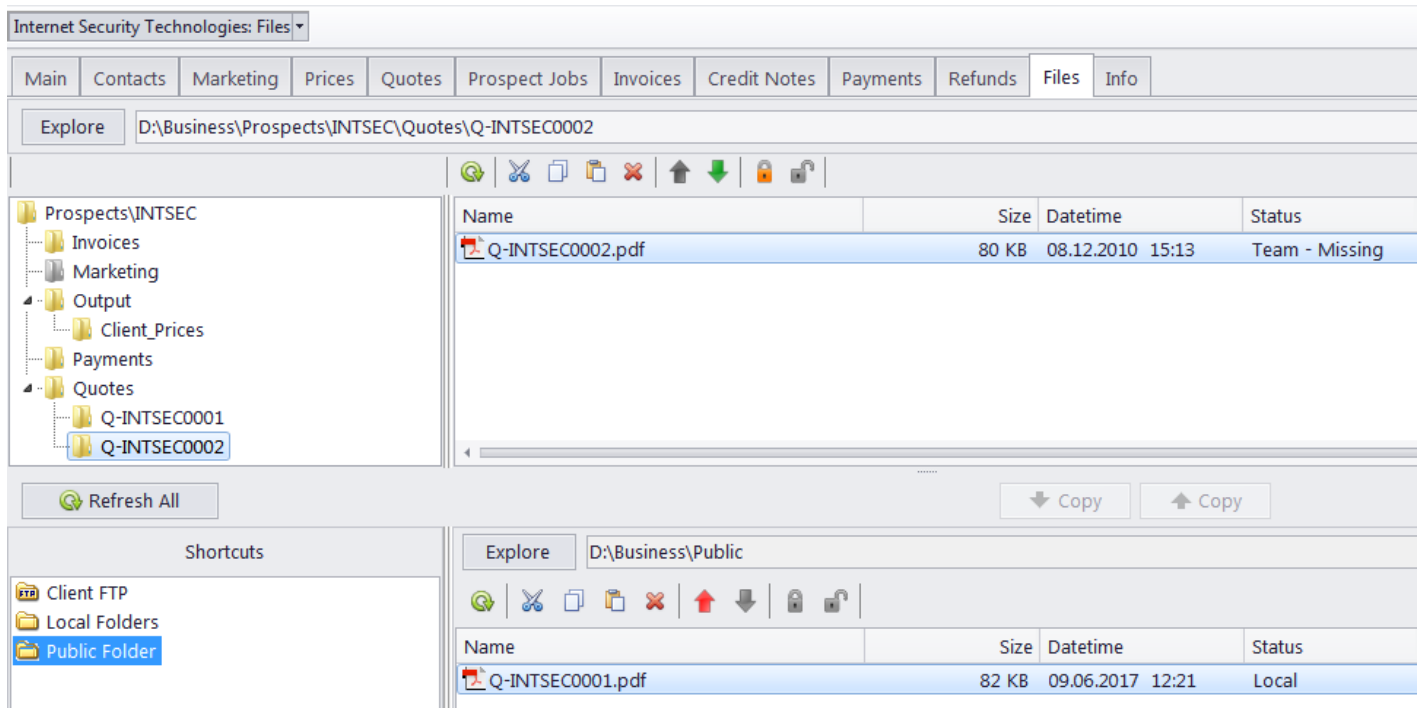 Internet Security Technologies: Files
Main Contacts Marketing Prices Quotes Prospect Jobs Invoices Credit Notes Payments Refunds Files Info
Explore D:\Business\Prospects\INTSEC\Quotes\Q-INTSEC0002
Prospects\INTSEC
Invoices
Marketing
Output
Client_Prices
Payments
Quotes
Q-INTSEC0001
Q-INTSEC0002
Name Size Datetime Status
Q-INTSEC0002.pdf 80 KB 08.12.2010 15:13 Team - Missing
Refresh All Copy Copy
Shortcuts
FTP Client FTP
Local Folders
Public Folder
Explore D:\Business\Public
Name Size Datetime Status
Q-INTSEC0001.pdf 82 KB 09.06.2017 12:21 Local